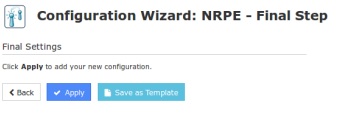 Configuration Wizard: NRPE - Final Step
Final Settings
Click Apply to add your new configuration.
Back Apply Save as Template